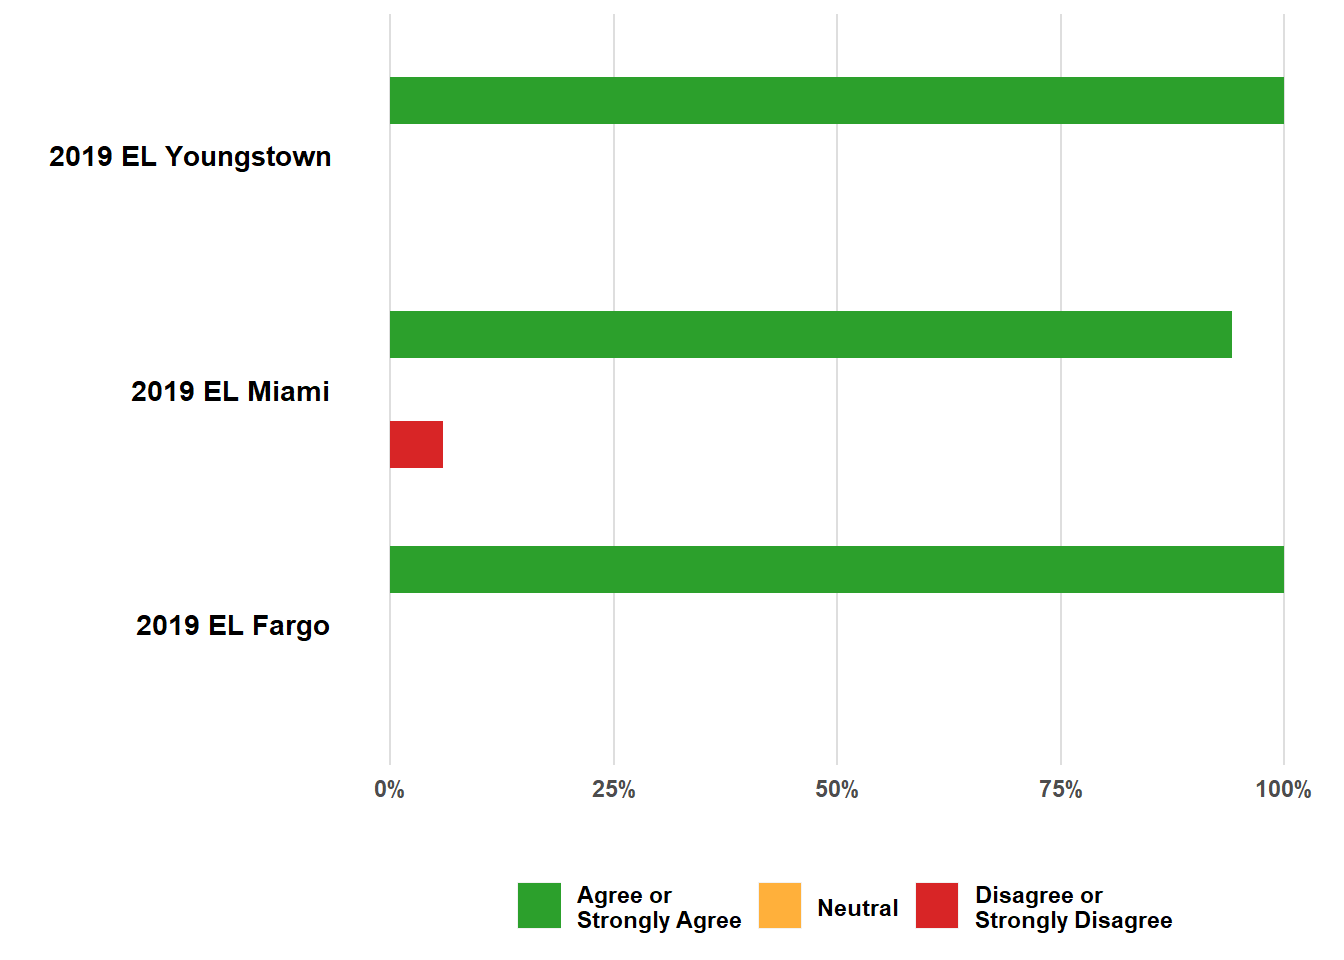 2019 EL Youngstown
2019 EL Miami
2019 EL Fargo
0%
25%
50%
75%
100%
Agree or
Strongly Agree
Neutral
Disagree or
Strongly Disagree